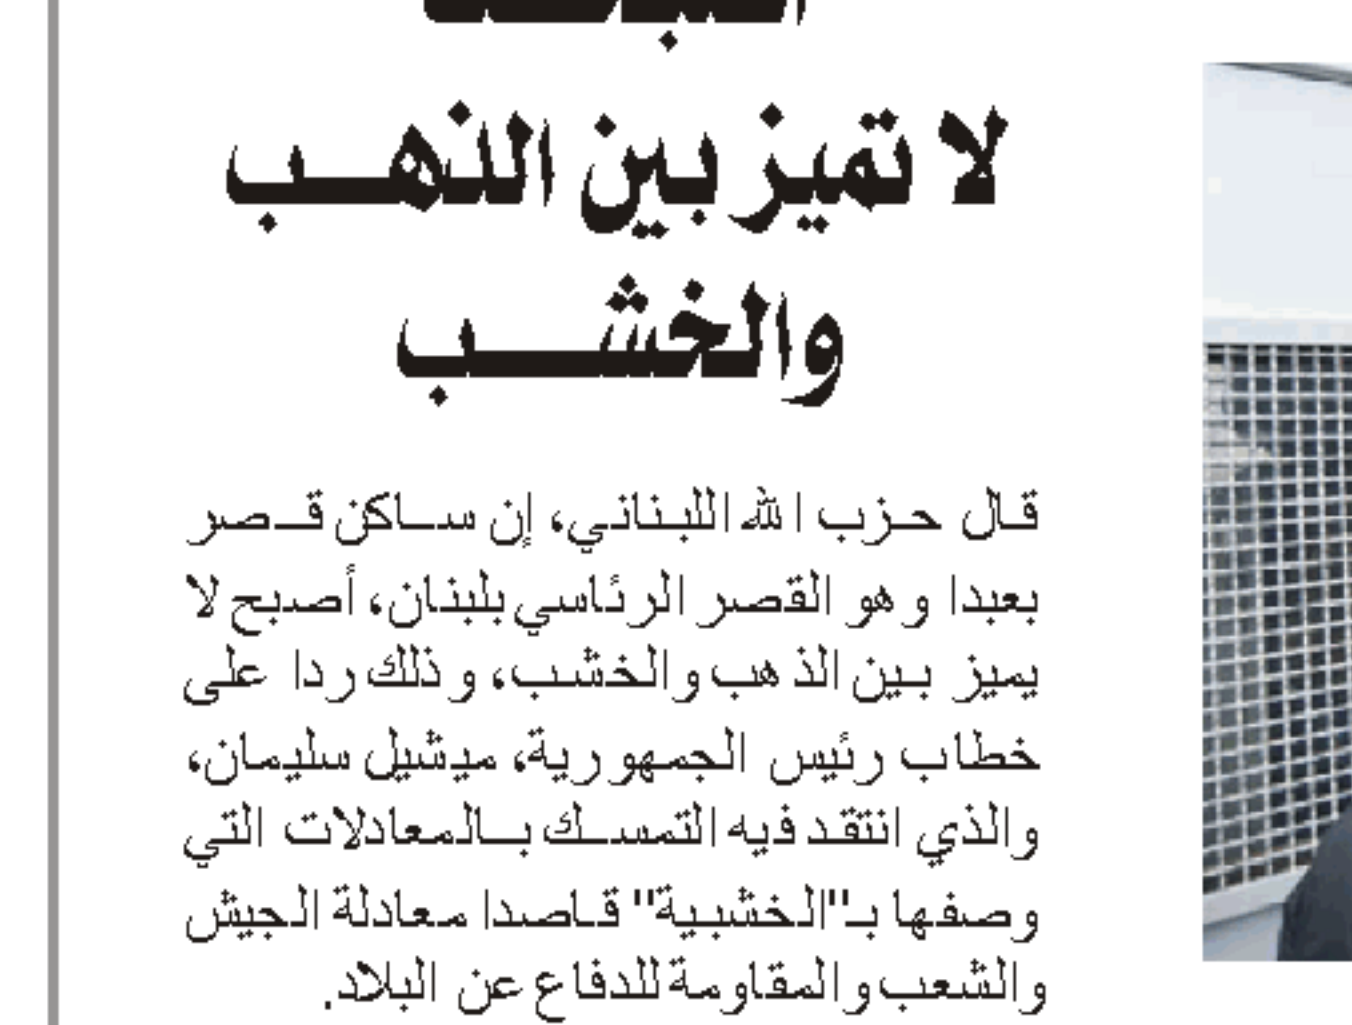 لا تميز بين الذهب
والخشب
قال حزب الله اللبناني، إن ساكن قصر
بعبدا وهو القصر الرئاسي بلبنان، أصبح لا
يميز بين الذهب والخشب، وذلك ردا على
خطاب رئيس الجمهورية، ميشيل سليمان،
والذي انتقد فيه التمسك بالمعادلات التي
وصفها بـ"الخشبية" قاصدا معادلة الجيش
والشعب والمقاومة للدفاع عن البلاد.